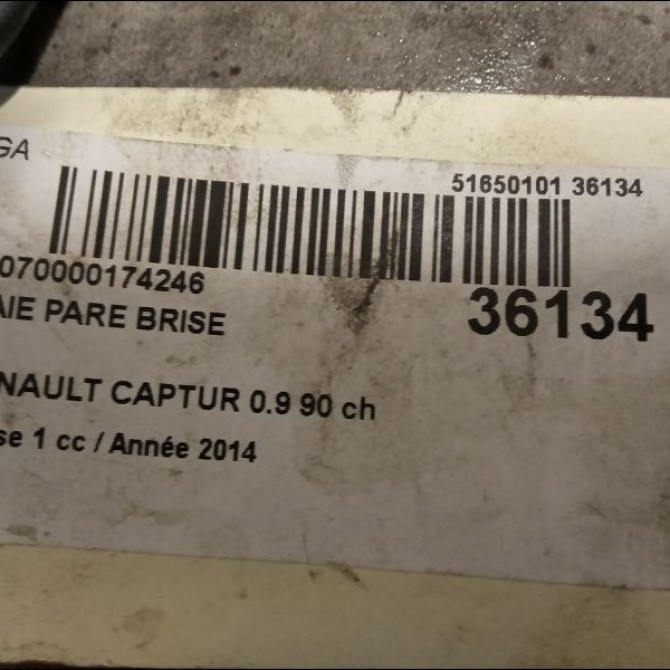 GA
51650101 36134
070000174246
36134
AIE PARE BRISE
NAULT CAPTUR 0.9 90 ch
se 1 cc / Année 2014